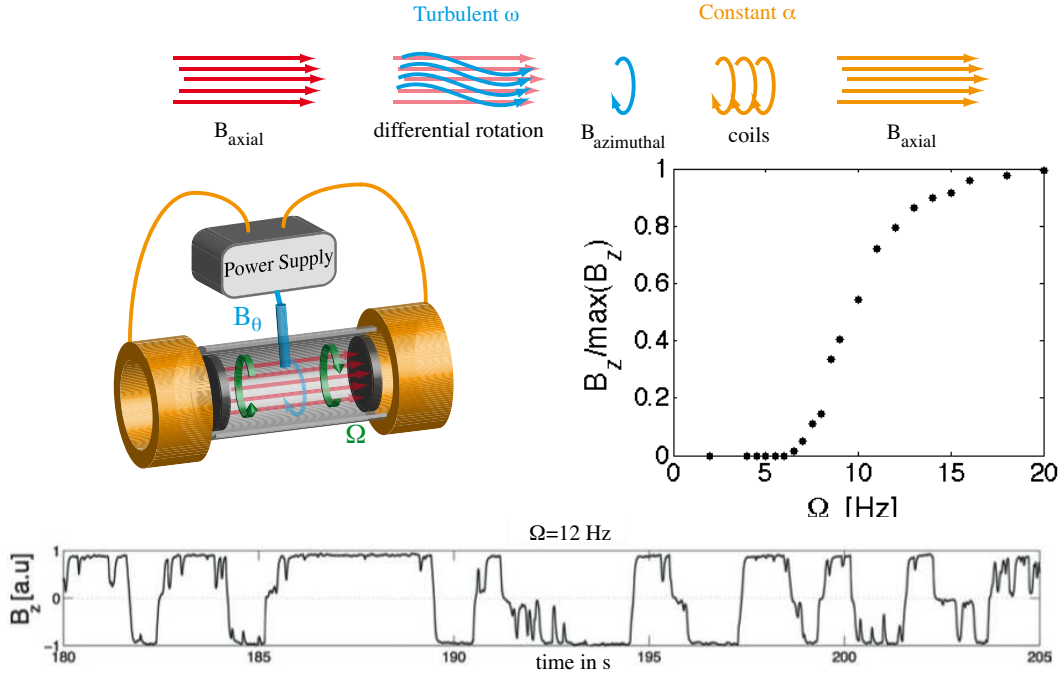 Turbulent ω
Constant α
B_axial
differential rotation
B_azimuthal
coils
B_axial
Power Supply
B_θ
Ω
B_z/max(B_z)
1
0.8
0.6
0.4
0.2
0
0 5 10 15 20
Ω [Hz]
Ω=12 Hz
B_z [a.u]
1
0
-1
180 185 190 195 200 205
time in s